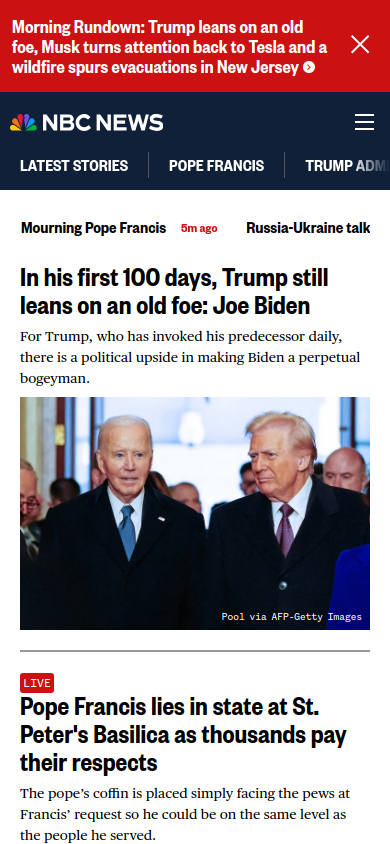 Morning Rundown: Trump leans on an old
foe, Musk turns attention back to Tesla and a
wildfire spurs evacuations in New Jersey
NBC NEWS
LATEST STORIES
POPE FRANCIS
TRUMP ADM
Mourning Pope Francis
5m ago
Russia-Ukraine talk
In his first 100 days, Trump still
leans on an old foe: Joe Biden
For Trump, who has invoked his predecessor daily,
there is a political upside in making Biden a perpetual
bogeyman.
Pool via AFP-Getty Images
LIVE
Pope Francis lies in state at St.
Peter's Basilica as thousands pay
their respects
The pope’s coffin is placed simply facing the pews at
Francis’ request so he could be on the same level as
the people he served.